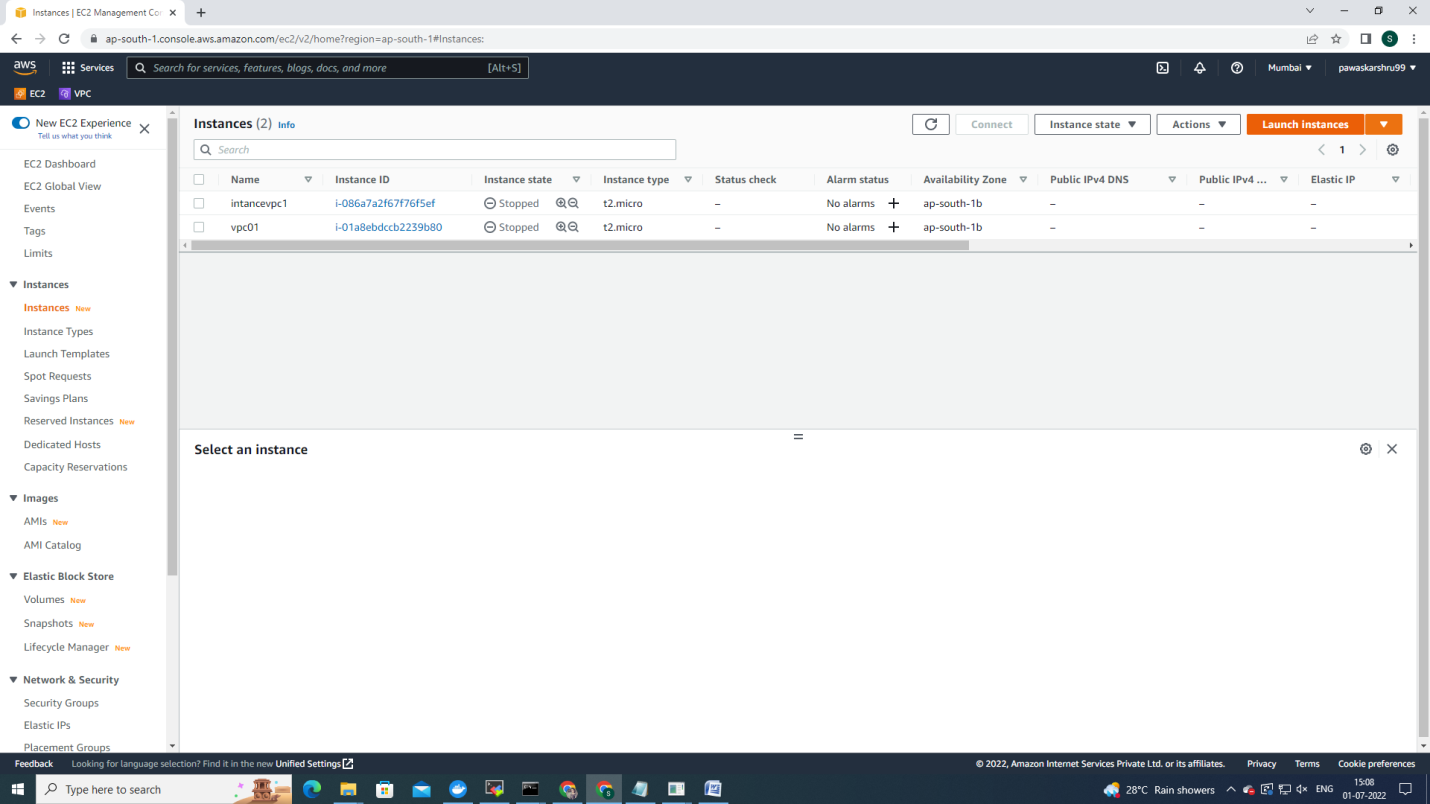 Instances | EC2 Management Con
ap-south-1.console.aws.amazon.com/ec2/v2/home?region=ap-south-1#Instances:
S
aws
Services
Search for services, features, blogs, docs, and more
[Alt+S]
Mumbai
pawaskarshru99
EC2
VPC
New EC2 Experience
Tell us what you think
EC2 Dashboard
EC2 Global View
Events
Tags
Limits
Instances
Instances New
Instance Types
Launch Templates
Spot Requests
Savings Plans
Reserved Instances New
Dedicated Hosts
Capacity Reservations
Images
AMIs New
AMI Catalog
Elastic Block Store
Volumes New
Snapshots New
Lifecycle Manager New
Network & Security
Security Groups
Elastic IPs
Placement Groups
Instances (2) Info
Connect
Instance state
Actions
Launch instances
Search
1
Name Instance ID Instance state Instance type Status check Alarm status Availability Zone Public IPv4 DNS Public IPv4 ... Elastic IP
intancevpc1 i-086a7a2f67f76f5ef Stopped t2.micro – No alarms + ap-south-1b – – –
vpc01 i-01a8ebdccb2239b80 Stopped t2.micro – No alarms + ap-south-1b – – –
Select an instance
Feedback
Looking for language selection? Find it in the new Unified Settings
© 2022, Amazon Internet Services Private Ltd. or its affiliates.
Privacy
Terms
Cookie preferences
Type here to search
28°C Rain showers
ENG
15:08
01-07-2022